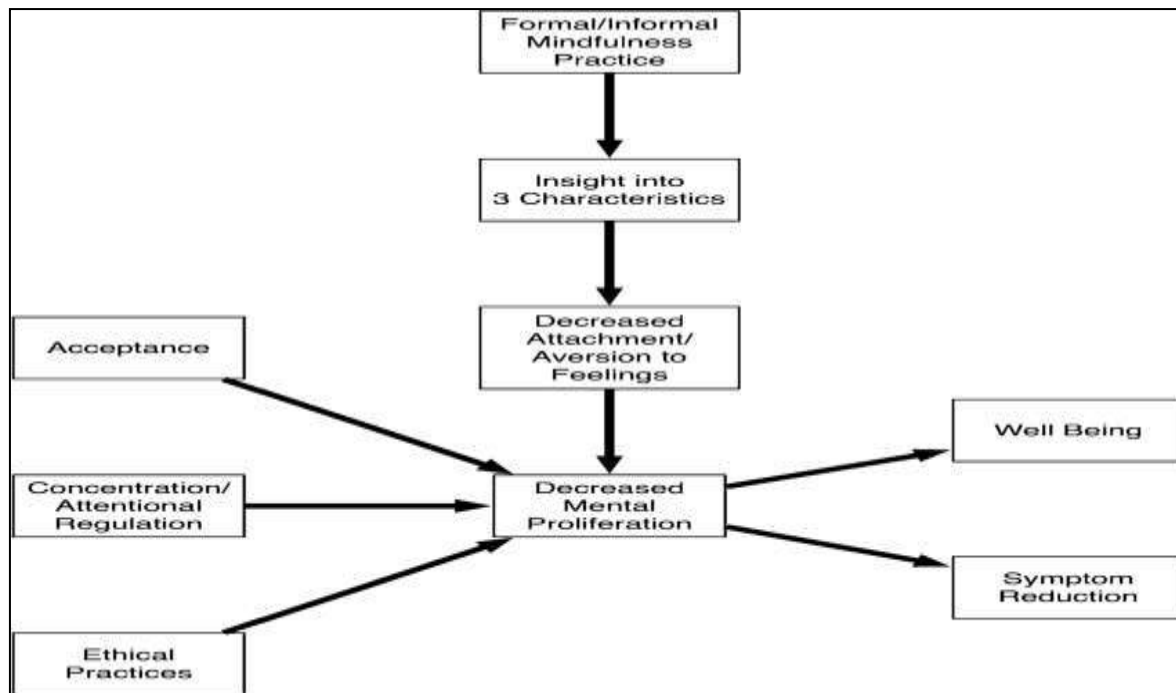 Formal/Informal
Mindfulness
Practice
Insight into
3 Characteristics
Decreased
Attachment/
Aversion to
Feelings
Acceptance
Well Being
Concentration/
Attentional
Regulation
Decreased
Mental
Proliferation
Symptom
Reduction
Ethical
Practices